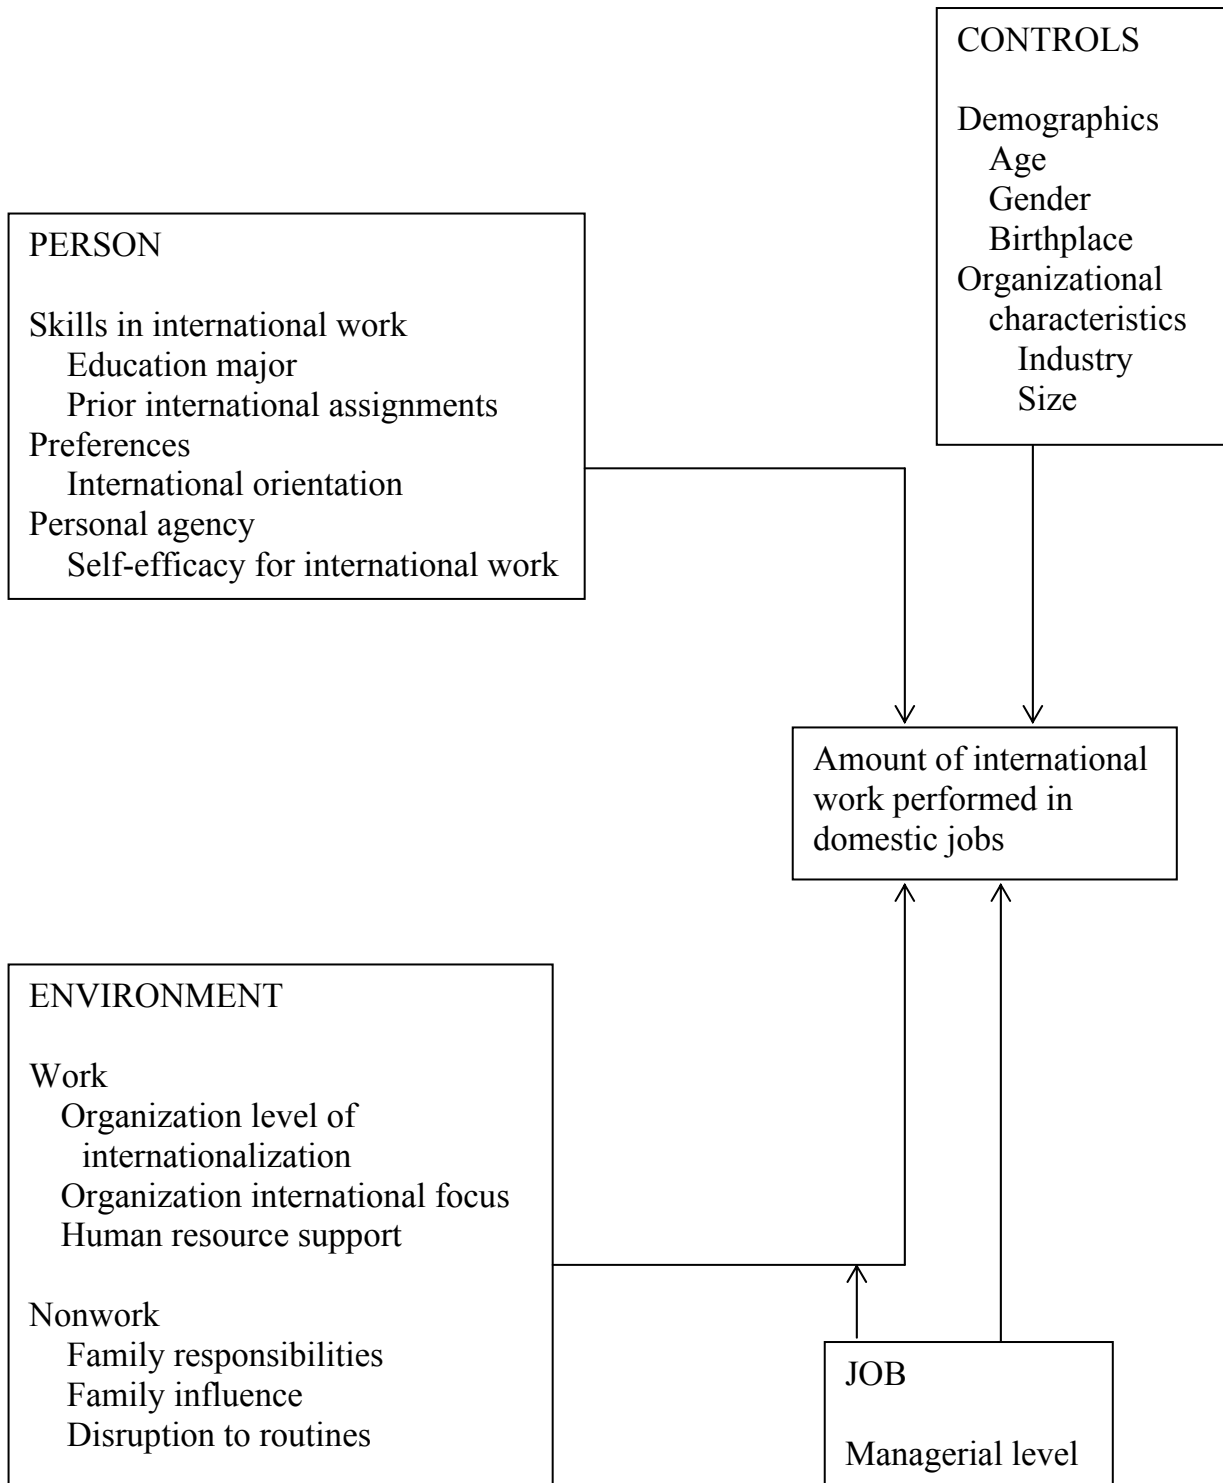 CONTROLS
Demographics
Age
Gender
Birthplace
Organizational
characteristics
Industry
Size
PERSON
Skills in international work
Education major
Prior international assignments
Preferences
International orientation
Personal agency
Self-efficacy for international work
Amount of international
work performed in
domestic jobs
ENVIRONMENT
Work
Organization level of
internationalization
Organization international focus
Human resource support
Nonwork
Family responsibilities
Family influence
Disruption to routines
JOB
Managerial level